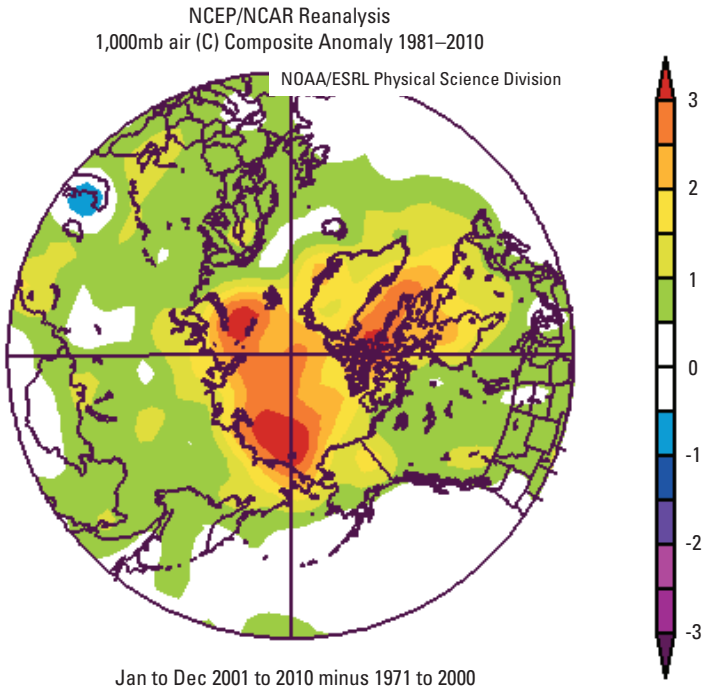 NCEP/NCAR Reanalysis
1,000mb air (C) Composite Anomaly 1981–2010
NOAA/ESRL Physical Science Division
3
2
1
0
-1
-2
-3
Jan to Dec 2001 to 2010 minus 1971 to 2000